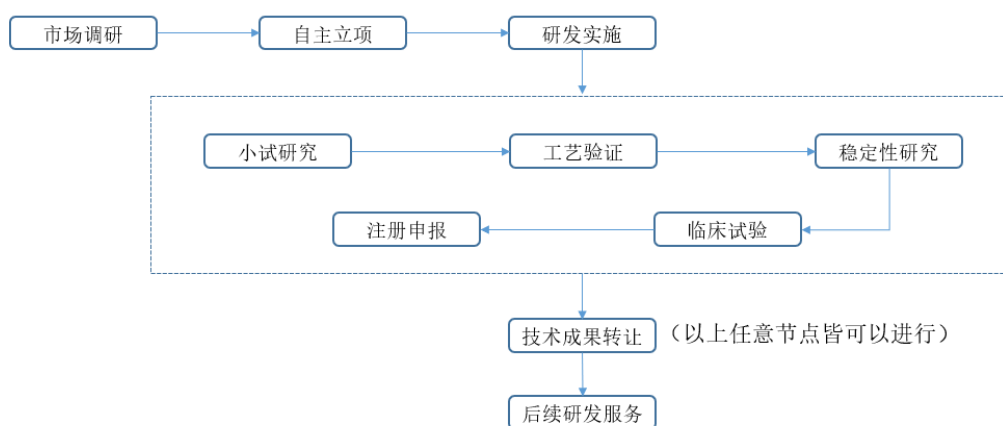 市场调研
自主立项
研发实施
小试研究
工艺验证
稳定性研究
注册申报
临床试验
技术成果转让
（以上任意节点皆可以进行）
后续研发服务